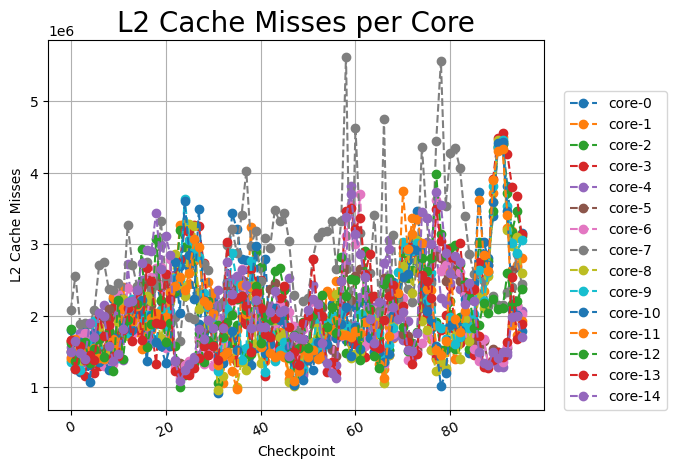 L2 Cache Misses per Core
1e6
L2 Cache Misses
5
4
3
2
1
0
20
40
60
80
Checkpoint
core-0
core-1
core-2
core-3
core-4
core-5
core-6
core-7
core-8
core-9
core-10
core-11
core-12
core-13
core-14